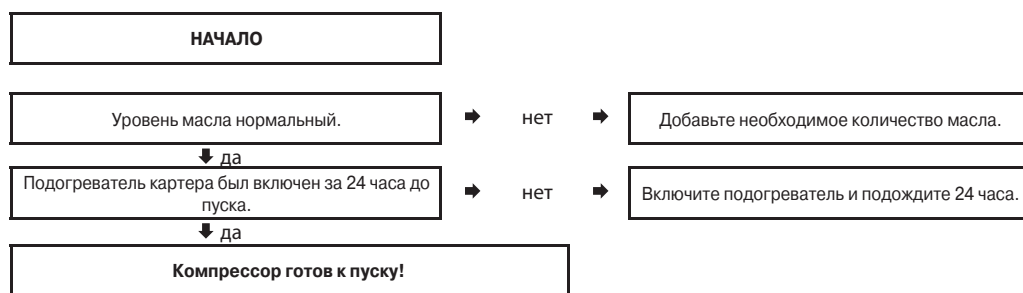 НАЧАЛО
Уровень масла нормальный.
нет
Добавьте необходимое количество масла.
да
Подогреватель картера был включен за 24 часа до
пуска.
нет
Включите подогреватель и подождите 24 часа.
да
Компрессор готов к пуску!